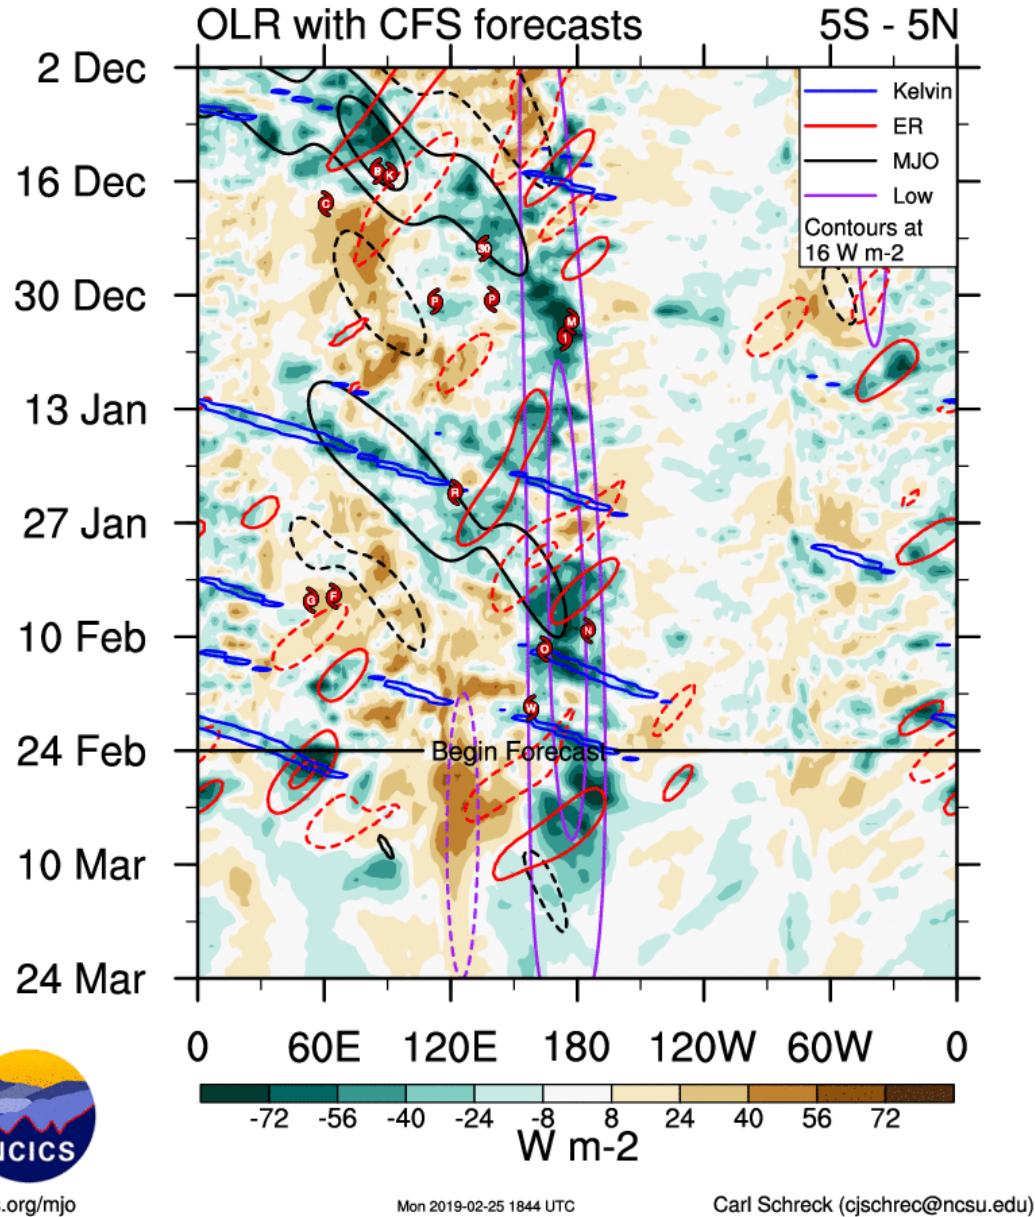 OLR with CFS forecasts 5S - 5N
2 Dec
16 Dec
30 Dec
13 Jan
27 Jan
10 Feb
24 Feb
10 Mar
24 Mar
Kelvin
ER
MJO
Low
Contours at
16 W m-2
B K
C
30
P P
M
1
R
G F
N
O
W
Begin Forecast
0 60E 120E 180 120W 60W 0
-72 -56 -40 -24 -8 8 24 40 56 72
W m-2
NCICS
s.org/mjo Mon 2019-02-25 1844 UTC Carl Schreck (cjschrec@ncsu.edu)